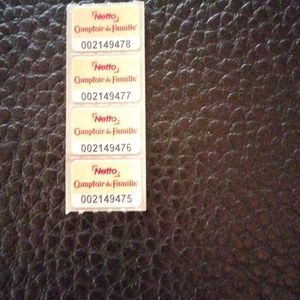 Netto
Comptoir de Famille
002149478
Netto
Comptoir de Famille
002149477
Netto
Comptoir de Famille
002149476
Netto
Comptoir de Famille
002149475